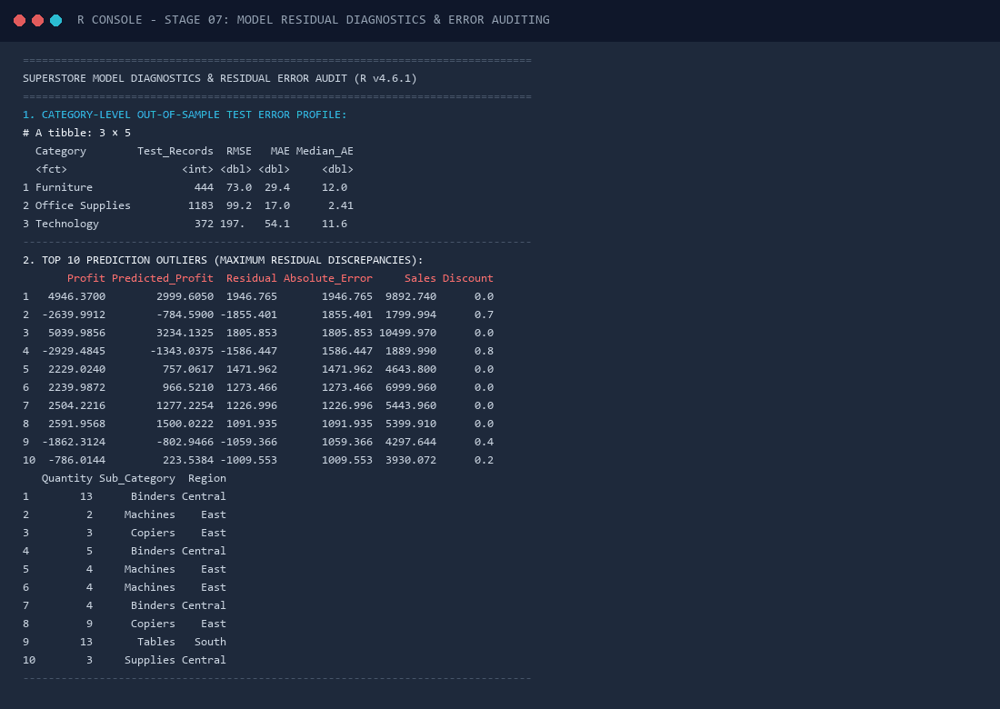 R CONSOLE - STAGE 07: MODEL RESIDUAL DIAGNOSTICS & ERROR AUDITING
================================================================================
SUPERSTORE MODEL DIAGNOSTICS & RESIDUAL ERROR AUDIT (R v4.6.1)
================================================================================
1. CATEGORY-LEVEL OUT-OF-SAMPLE TEST ERROR PROFILE:
# A tibble: 3 × 5
  Category        Test_Records  RMSE   MAE Median_AE
  <fct>                  <int> <dbl> <dbl>     <dbl>
1 Furniture                444  73.0  29.4     12.0
2 Office Supplies         1183  99.2  17.0      2.41
3 Technology               372 197.   54.1     11.6
--------------------------------------------------------------------------------
2. TOP 10 PREDICTION OUTLIERS (MAXIMUM RESIDUAL DISCREPANCIES):
       Profit Predicted_Profit  Residual Absolute_Error     Sales Discount
1   4946.3700        2999.6050  1946.765       1946.765  9892.740      0.0
2  -2639.9912        -784.5900 -1855.401       1855.401  1799.994      0.7
3   5039.9856        3234.1325  1805.853       1805.853 10499.970      0.0
4  -2929.4845       -1343.0375 -1586.447       1586.447  1889.990      0.8
5   2229.0240         757.0617  1471.962       1471.962  4643.800      0.0
6   2239.9872         966.5210  1273.466       1273.466  6999.960      0.0
7   2504.2216        1277.2254  1226.996       1226.996  5443.960      0.0
8   2591.9568        1500.0222  1091.935       1091.935  5399.910      0.0
9  -1862.3124        -802.9466 -1059.366       1059.366  4297.644      0.4
10  -786.0144         223.5384 -1009.553       1009.553  3930.072      0.2
   Quantity Sub_Category  Region
1        13      Binders Central
2         2     Machines    East
3         3      Copiers    East
4         5      Binders Central
5         4     Machines    East
6         4     Machines    East
7         4      Binders Central
8         9      Copiers    East
9        13       Tables   South
10        3     Supplies Central
--------------------------------------------------------------------------------